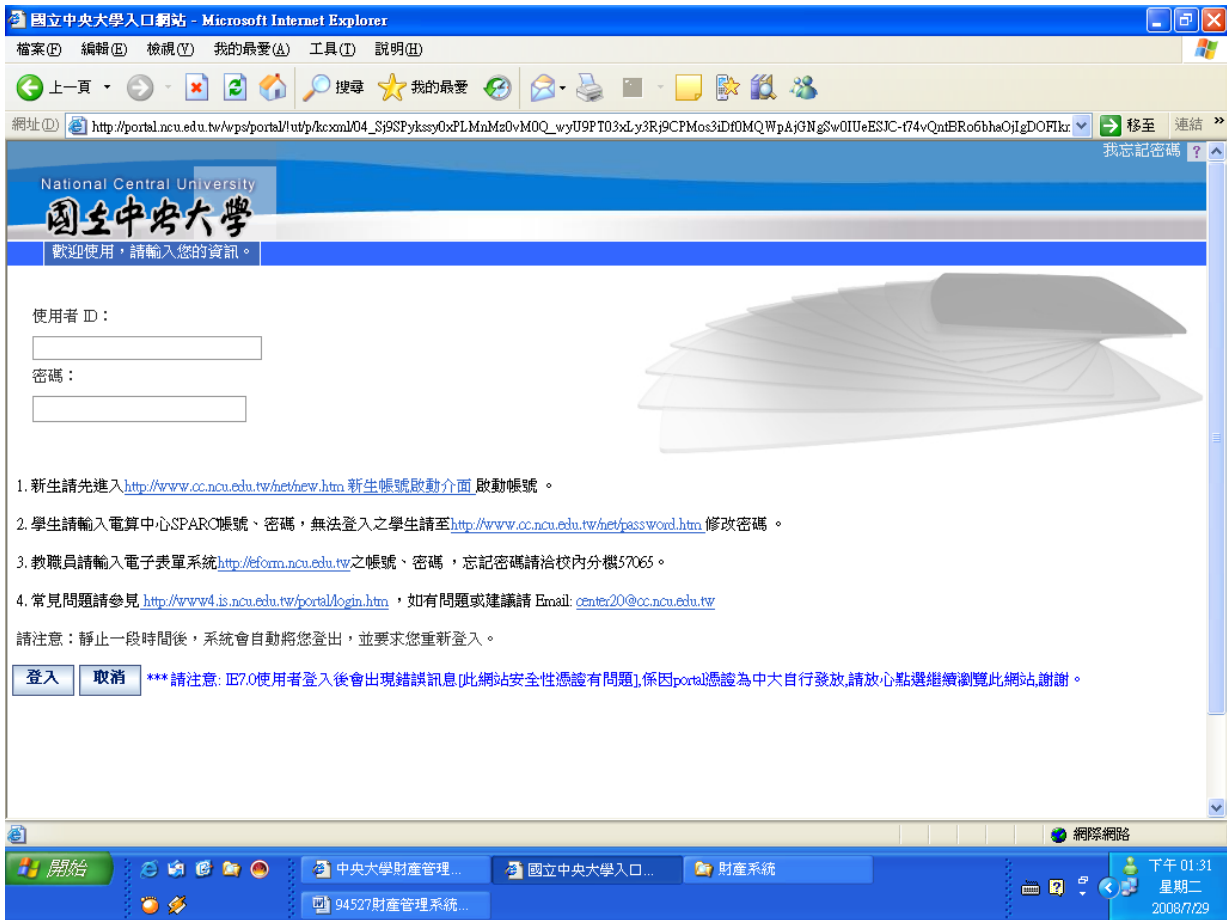 國立中央大學入口網站 - Microsoft Internet Explorer
檔案(F) 編輯(E) 檢視(V) 我的最愛(A) 工具(T) 說明(H)
上一頁 搜尋 我的最愛
網址(D) http://portal.ncu.edu.tw/wps/portal/!ut/p/kcxml/04_Sj9SPykssy0xPLMnMz0vM0Q_wyU9PT03xLy3Rj9CPMos3iDf0MQWpAjGNgSw0IUeESJC-t74vQntBRo6bhaOjIgDOFIkr 移至 連結 »
我忘記密碼 ?
National Central University
國立中央大學
歡迎使用，請輸入您的資訊。
使用者 ID：
密碼：
1. 新生請先進入http://www.cc.ncu.edu.tw/net/new.htm 新生帳號啟動介面 啟動帳號 。
2. 學生請輸入電算中心SPARC帳號、密碼，無法登入之學生請至http://www.cc.ncu.edu.tw/net/password.htm 修改密碼 。
3. 教職員請輸入電子表單系統http://eform.ncu.edu.tw之帳號、密碼 ，忘記密碼請洽校內分機57065。
4. 常見問題請參見 http://www4.is.ncu.edu.tw/portal/login.htm ，如有問題或建議請 Email: center20@cc.ncu.edu.tw
請注意：靜止一段時間後，系統會自動將您登出，並要求您重新登入。
登入 取消 *** 請注意: IE7.0使用者登入後會出現錯誤訊息[此網站安全性憑證有問題],係因portal憑證為中大自行發放,請放心點選繼續瀏覽此網站,謝謝。
網際網路
開始 中央大學財產管理... 國立中央大學入口... 財產系統 下午 01:31
94527財產管理系統... 星期二
2008/7/29